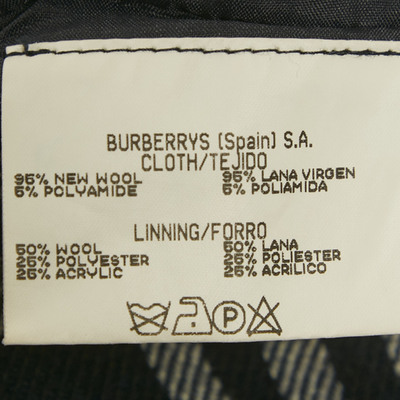 BURBERRYS (Spain) S.A.
CLOTH/TEJIDO
95% NEW WOOL 95% LANA VIRGEN
5% POLYAMIDE 5% POLIAMIDA
LINNING/FORRO
50% WOOL 50% LANA
25% POLYESTER 25% POLIESTER
25% ACRYLIC 25% ACRILICO
P